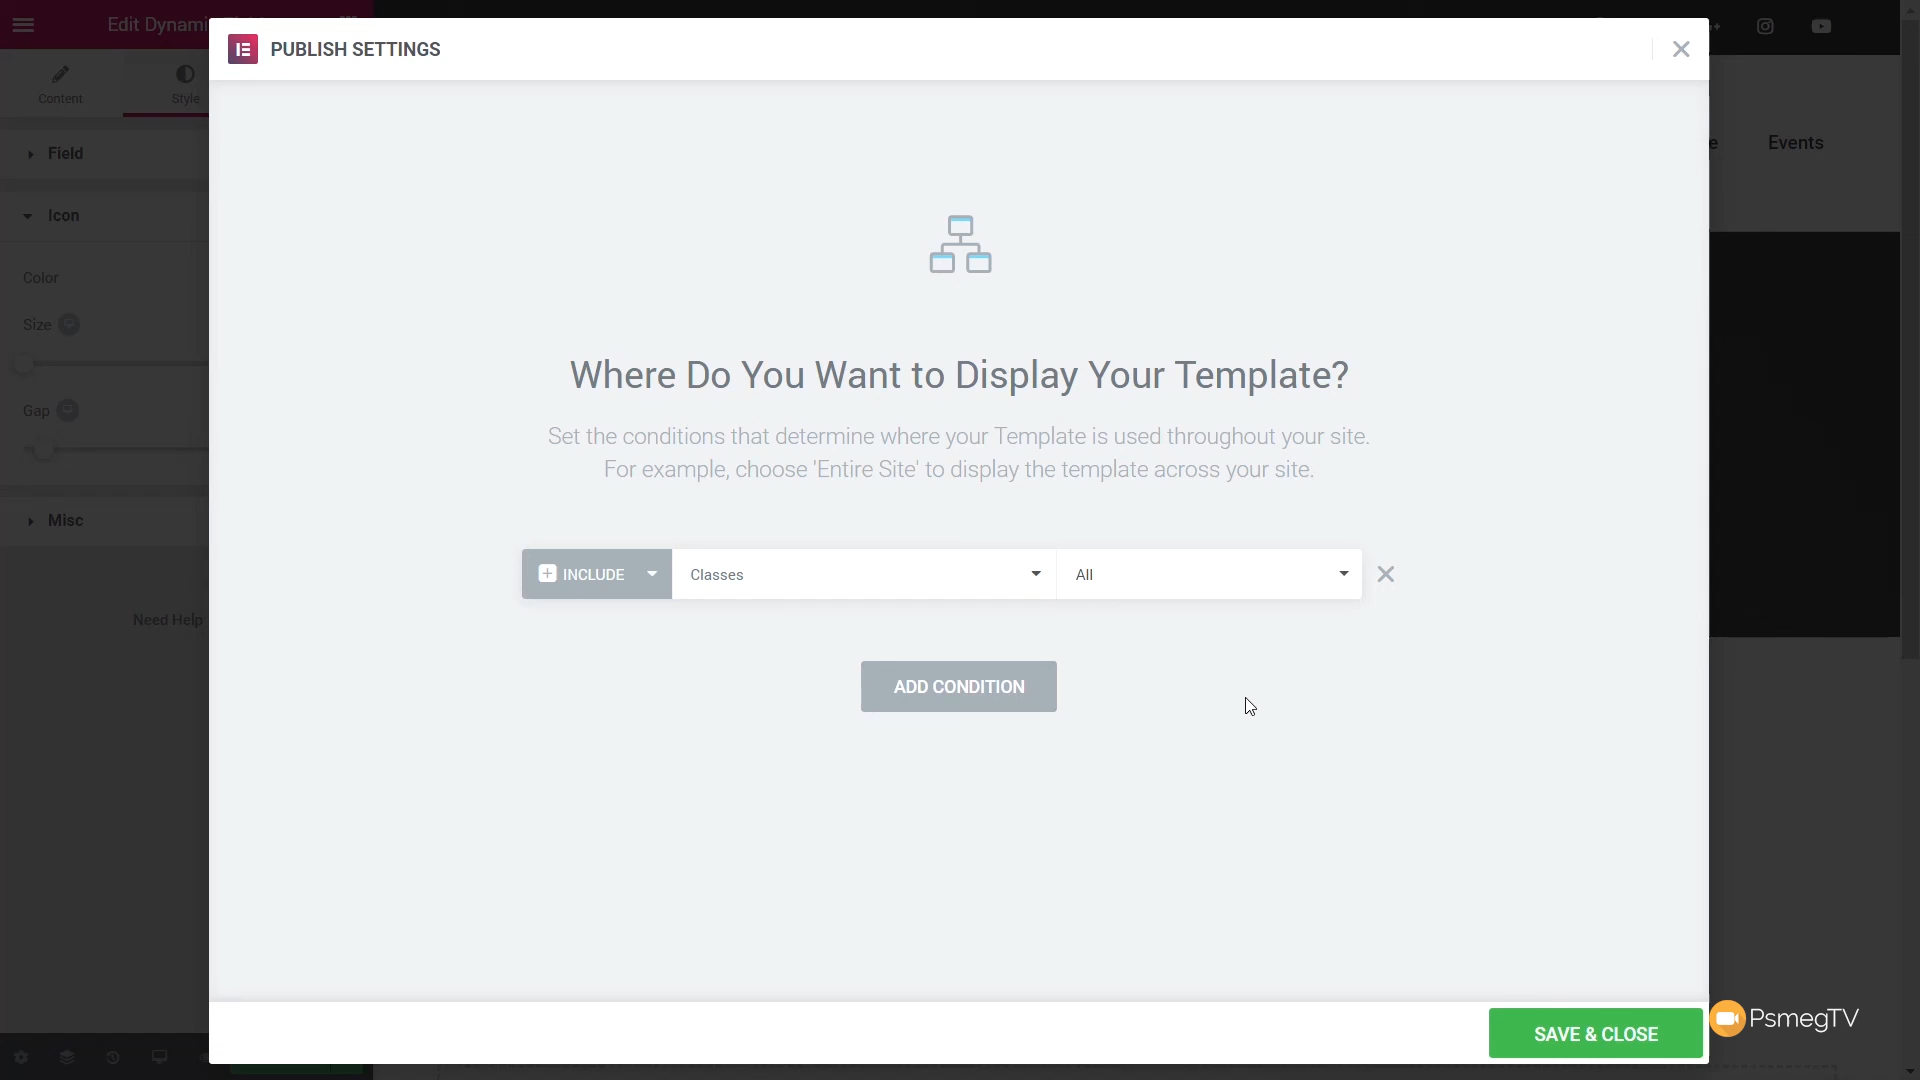 Edit Dynami
PUBLISH SETTINGS
Content
Style
Field
Events
Icon
Color
Size
Where Do You Want to Display Your Template?
Gap
Set the conditions that determine where your Template is used throughout your site.
For example, choose 'Entire Site' to display the template across your site.
Misc
INCLUDE
Classes
All
Need Help
ADD CONDITION
SAVE & CLOSE
PsmegTV